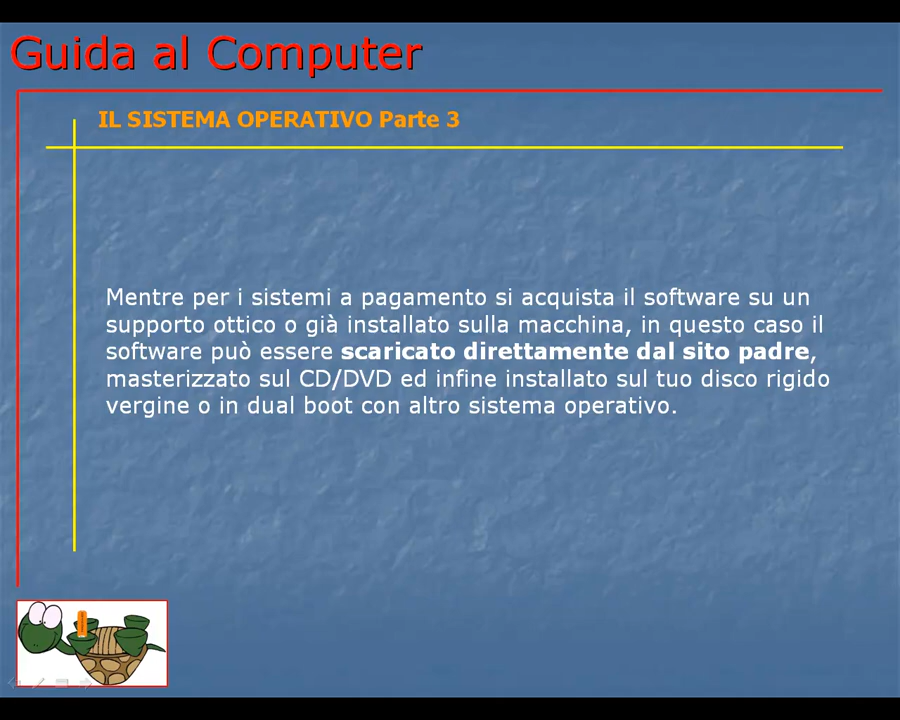 Guida al Computer
IL SISTEMA OPERATIVO Parte 3
Mentre per i sistemi a pagamento si acquista il software su un
supporto ottico o già installato sulla macchina, in questo caso il
software può essere scaricato direttamente dal sito padre,
masterizzato sul CD/DVD ed infine installato sul tuo disco rigido
vergine o in dual boot con altro sistema operativo.